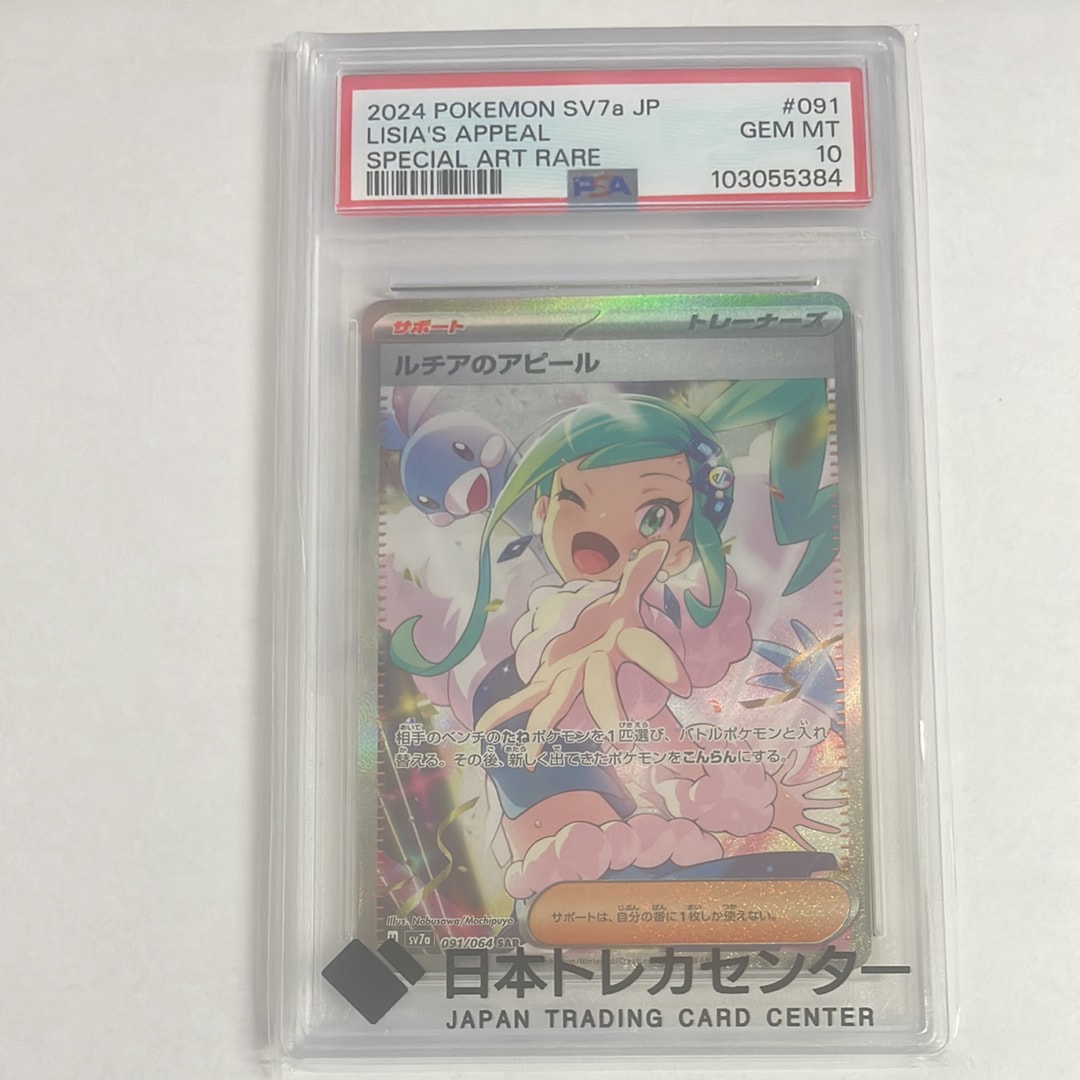 2024 POKEMON SV7a JP #091
LISIA'S APPEAL GEM MT
SPECIAL ART RARE 10
PSA 103055384
サポート トレーナーズ
ルチアのアピール
相手のベンチのたねポケモンを1匹選び、バトルポケモンと入れ
替える。その後、新しく出てきたポケモンをこんらんにする。
サポートは、自分の番に1枚しか使えない。
Illus. Nobusawa/Mochipuyo
H SV7a 091/064 SAR
日本トレカセンター
JAPAN TRADING CARD CENTER